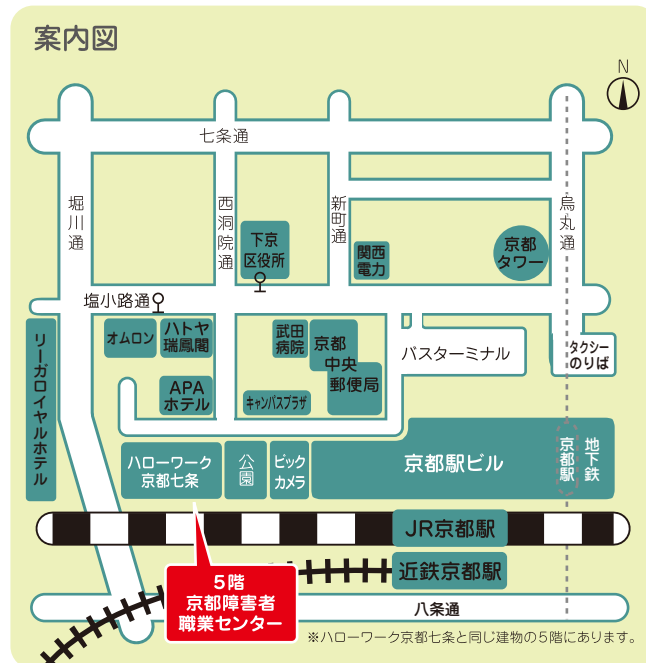 案内図
N
七条通
堀川通
西洞院通
新町通
烏丸通
下京
区役所
関西
電力
京都
タワー
塩小路通
オムロン
ハトヤ
瑞鳳閣
武田
病院
京都
中央
郵便局
バスターミナル
タクシー
のりば
リーガロイヤルホテル
APA
ホテル
キャンパスプラザ
ハローワーク
京都七条
公園
ビック
カメラ
京都駅ビル
京都駅
地下鉄
JR京都駅
近鉄京都駅
5階
京都障害者
職業センター
八条通
※ハローワーク京都七条と同じ建物の5階にあります。